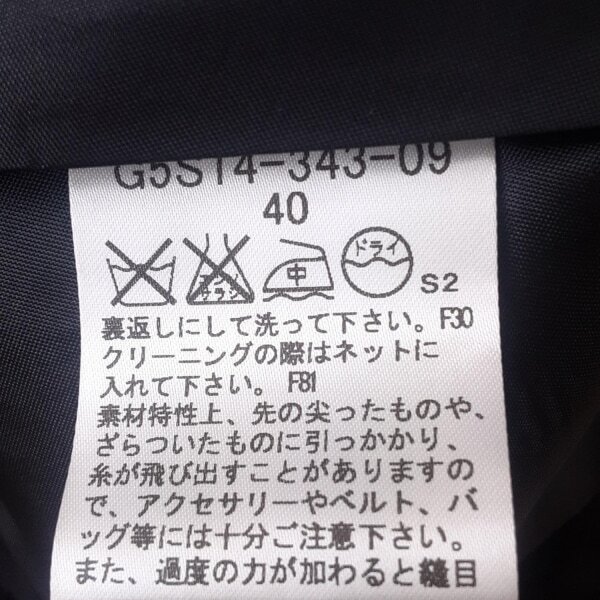 G5S14-343-09
40
エンソ サラシ 中 ドライ S2
裏返しにして洗って下さい。F30
クリーニングの際はネットに
入れて下さい。F81
素材特性上、先の尖ったものや、
ざらついたものに引っかかり、
糸が飛び出すことがありますの
で、アクセサリーやベルト、バ
ッグ等には十分ご注意下さい。
また、過度の力が加わると縫目